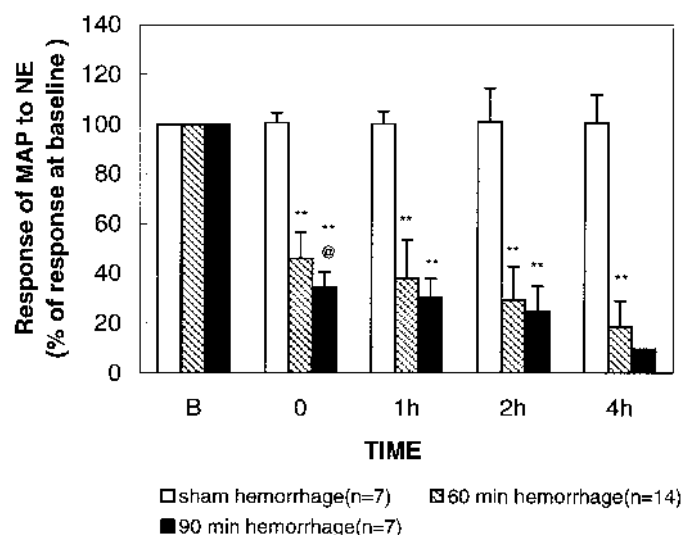 Response of MAP to NE
(% of response at baseline )
140
120
100
80
60
40
20
0
** ** @ ** ** ** ** **
B 0 1h 2h 4h
TIME
sham hemorrhage(n=7) 60 min hemorrhage(n=14)
90 min hemorrhage(n=7)